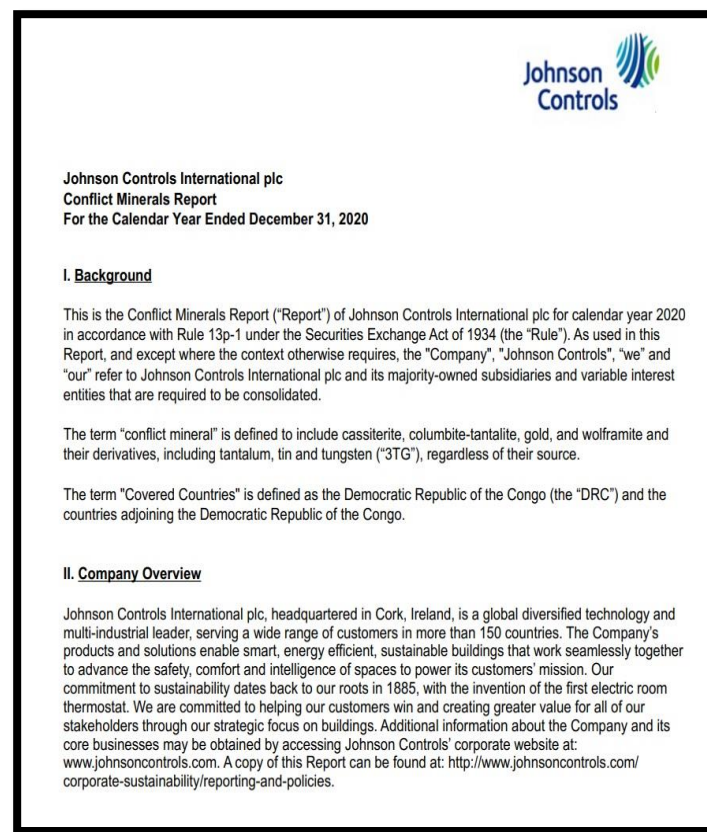 Johnson
Controls
Johnson Controls International plc
Conflict Minerals Report
For the Calendar Year Ended December 31, 2020
I. Background
This is the Conflict Minerals Report (“Report”) of Johnson Controls International plc for calendar year 2020
in accordance with Rule 13p-1 under the Securities Exchange Act of 1934 (the “Rule”). As used in this
Report, and except where the context otherwise requires, the "Company", "Johnson Controls", “we” and
“our” refer to Johnson Controls International plc and its majority-owned subsidiaries and variable interest
entities that are required to be consolidated.
The term “conflict mineral” is defined to include cassiterite, columbite-tantalite, gold, and wolframite and
their derivatives, including tantalum, tin and tungsten (“3TG”), regardless of their source.
The term "Covered Countries" is defined as the Democratic Republic of the Congo (the “DRC”) and the
countries adjoining the Democratic Republic of the Congo.
II. Company Overview
Johnson Controls International plc, headquartered in Cork, Ireland, is a global diversified technology and
multi-industrial leader, serving a wide range of customers in more than 150 countries. The Company’s
products and solutions enable smart, energy efficient, sustainable buildings that work seamlessly together
to advance the safety, comfort and intelligence of spaces to power its customers’ mission. Our
commitment to sustainability dates back to our roots in 1885, with the invention of the first electric room
thermostat. We are committed to helping our customers win and creating greater value for all of our
stakeholders through our strategic focus on buildings. Additional information about the Company and its
core businesses may be obtained by accessing Johnson Controls’ corporate website at:
www.johnsoncontrols.com. A copy of this Report can be found at: http://www.johnsoncontrols.com/
corporate-sustainability/reporting-and-policies.